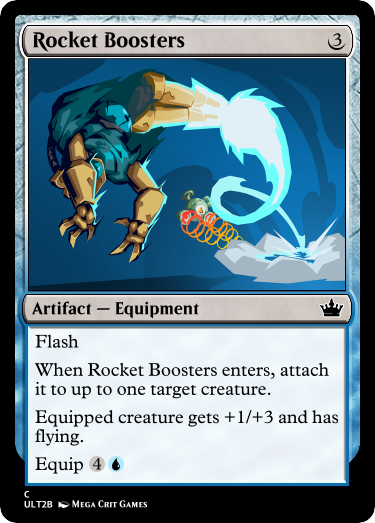 Rocket Boosters 3
Artifact — Equipment
Flash
When Rocket Boosters enters, attach
it to up to one target creature.
Equipped creature gets +1/+3 and has
flying.
Equip 4
C
ULT2B Mega Crit Games